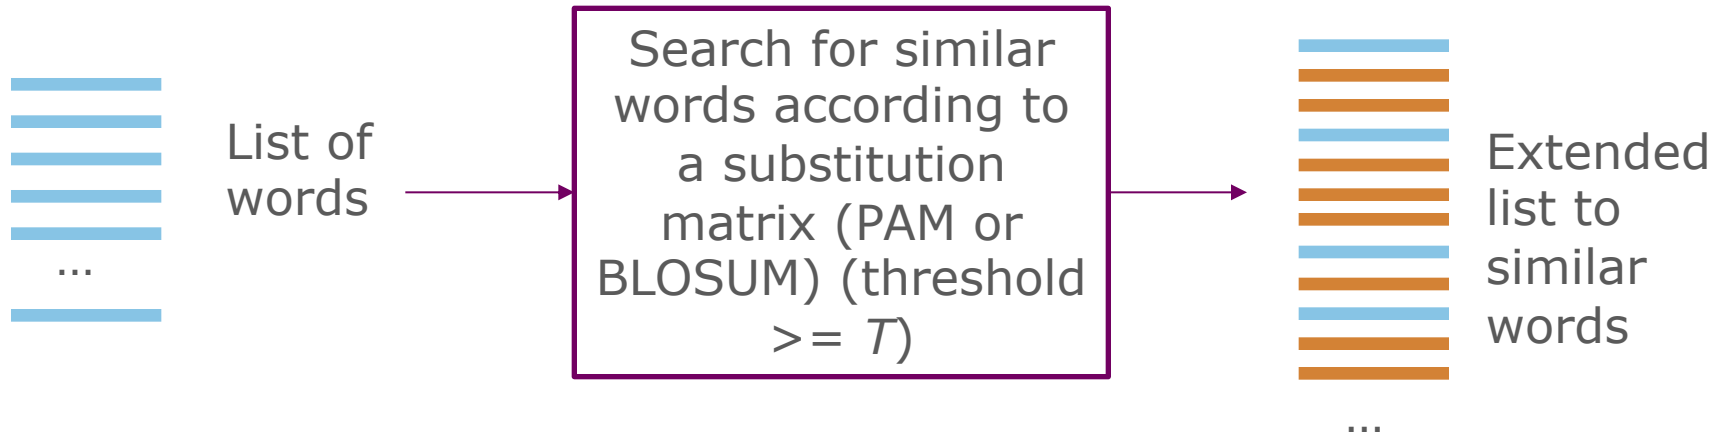 List of
words
...
Search for similar
words according to
a substitution
matrix (PAM or
BLOSUM) (threshold
>= T)
Extended
list to
similar
words
...